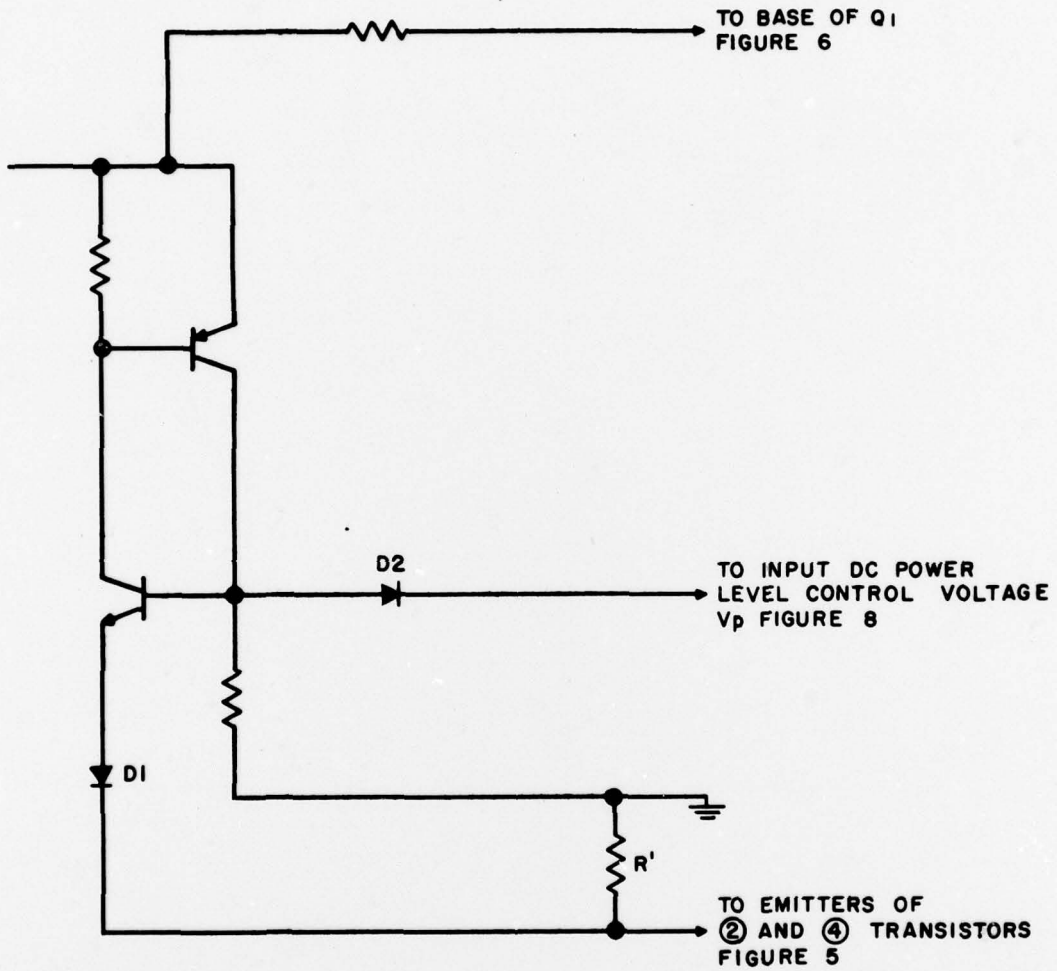 TO BASE OF Q1
FIGURE 6
D2
TO INPUT DC POWER
LEVEL CONTROL VOLTAGE
Vp FIGURE 8
D1
R'
TO EMITTERS OF
② AND ④ TRANSISTORS
FIGURE 5